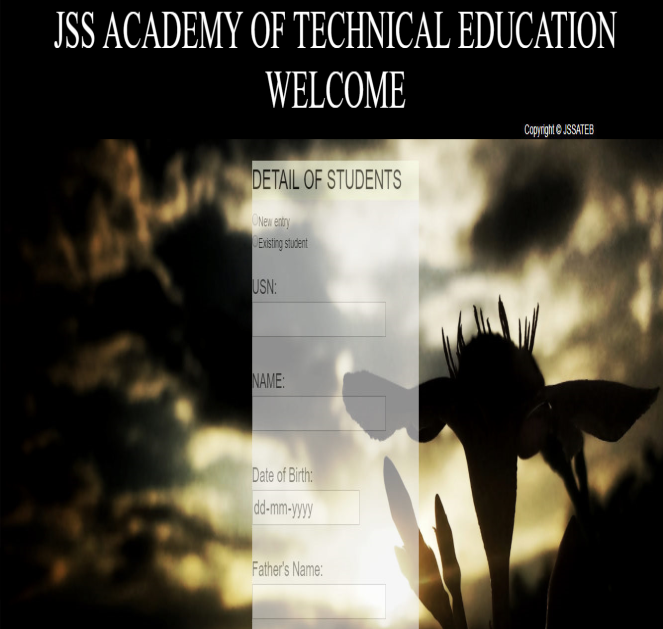 JSS ACADEMY OF TECHNICAL EDUCATION
WELCOME
Copyright © JSSATEB
DETAIL OF STUDENTS
New entry
Existing student
USN:
NAME:
Date of Birth:
dd-mm-yyyy
Father's Name: